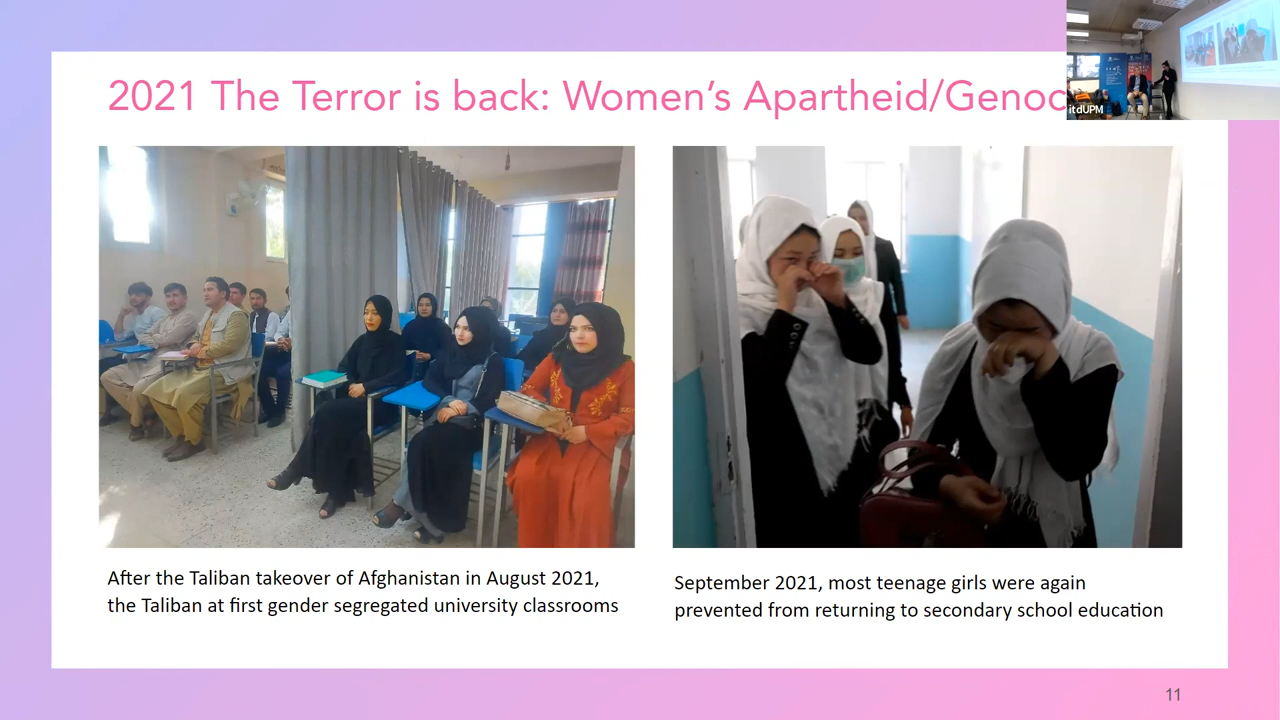 2021 The Terror is back: Women's Apartheid/Genoc
itdUPM
After the Taliban takeover of Afghanistan in August 2021,
the Taliban at first gender segregated university classrooms
September 2021, most teenage girls were again
prevented from returning to secondary school education
11